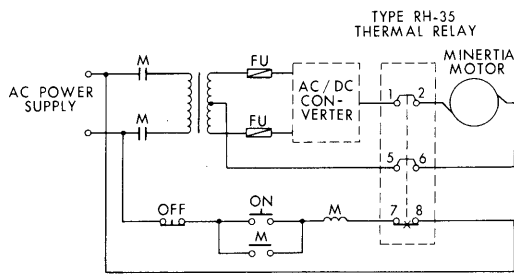 TYPE RH-35
THERMAL RELAY
MINERTIA
MOTOR
M
FU
AC/DC
CON-
VERTER
1
2
AC POWER
SUPPLY
M
FU
5
6
OFF
ON
M
7
8
M